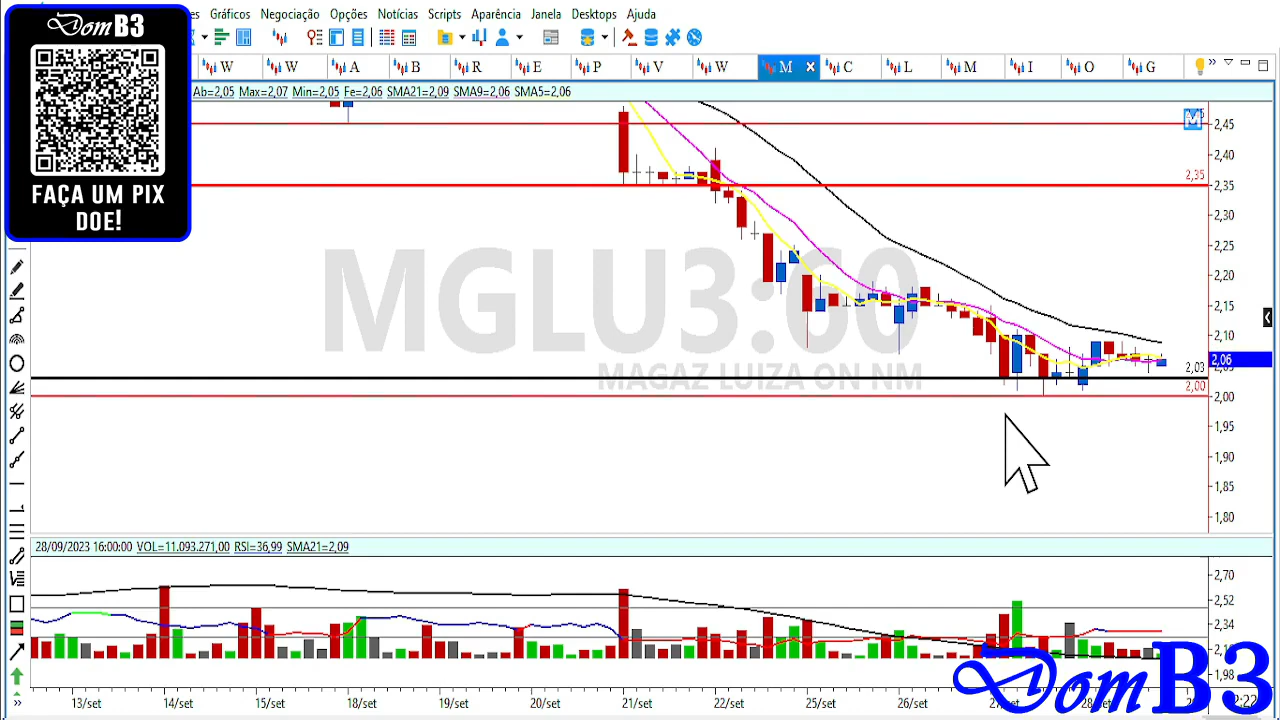 Gráficos Negociação Opções Notícias Scripts Aparência Janela Desktops Ajuda
Dom B3
W W A B R E P V W M C L M I O G
Ab=2,05 Max=2,07 Min=2,05 Fe=2,06 SMA21=2,09 SMA9=2,06 SMA5=2,06
FAÇA UM PIX
DOE!
2,45
2,40
2,35
2,35
2,30
2,25
2,20
2,15
2,10
2,06
2,03
2,00
2,00
1,95
1,90
1,85
1,80
MGLU3:60
MAGAZ LUIZA ON NM
28/09/2023 16:00:00 VOL=11.093.271,00 RSI=36,99 SMA21=2,09
2,70
2,52
2,34
1,98
13/set 14/set 15/set 18/set 19/set 20/set 21/set 22/set 25/set 26/set
Dom B3